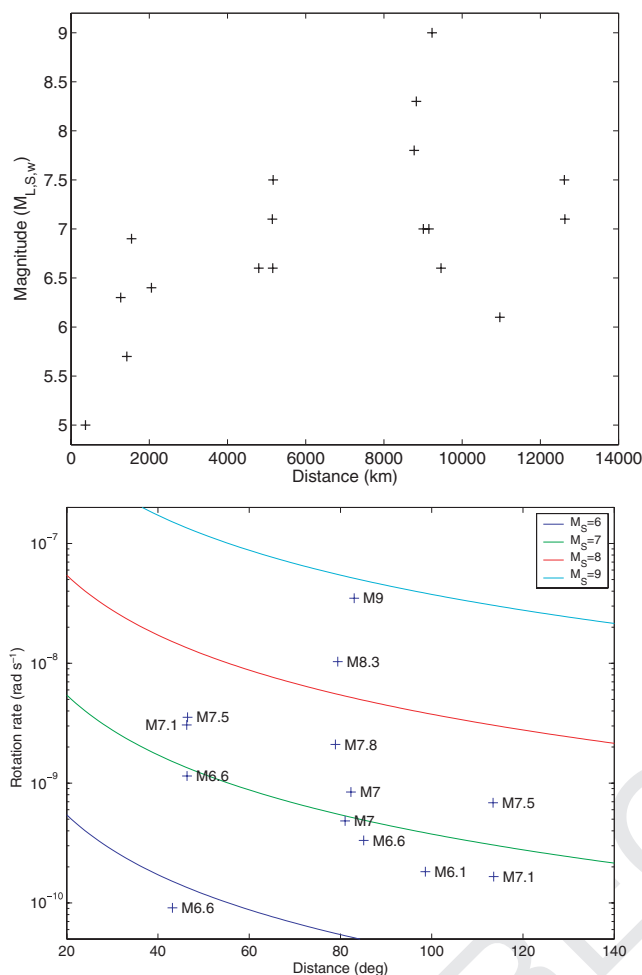 9
8.5
8
7.5
7
6.5
6
5.5
5
Magnitude (M_L,S,w)
0 2000 4000 6000 8000 10000 12000 14000
Distance (km)
10⁻⁷
10⁻⁸
10⁻⁹
10⁻¹⁰
Rotation rate (rad s⁻¹)
M_S=6
M_S=7
M_S=8
M_S=9
M9
M8.3
M7.5
M7.1
M7.8
M6.6
M7
M7.5
M7
M6.6
M6.1
M7.1
M6.6
20 40 60 80 100 120 140
Distance (deg)